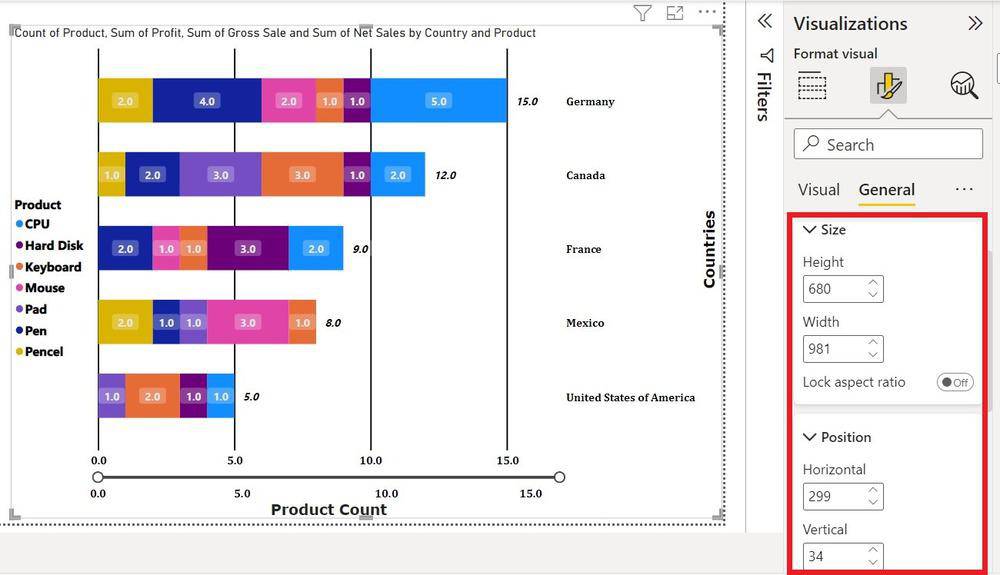 Count of Product, Sum of Profit, Sum of Gross Sale and Sum of Net Sales by Country and Product
2.0 4.0 2.0 1.0 1.0 5.0 15.0 Germany
1.0 2.0 3.0 3.0 1.0 2.0 12.0 Canada
2.0 1.0 1.0 3.0 2.0 9.0 France
2.0 1.0 1.0 3.0 1.0 8.0 Mexico
1.0 2.0 1.0 1.0 5.0 United States of America
Product
CPU
Hard Disk
Keyboard
Mouse
Pad
Pen
Pencel
Countries
0.0 5.0 10.0 15.0
0.0 5.0 10.0 15.0
Product Count
Filters
Visualizations
Format visual
Search
Visual General
Size
Height
680
Width
981
Lock aspect ratio Off
Position
Horizontal
299
Vertical
34